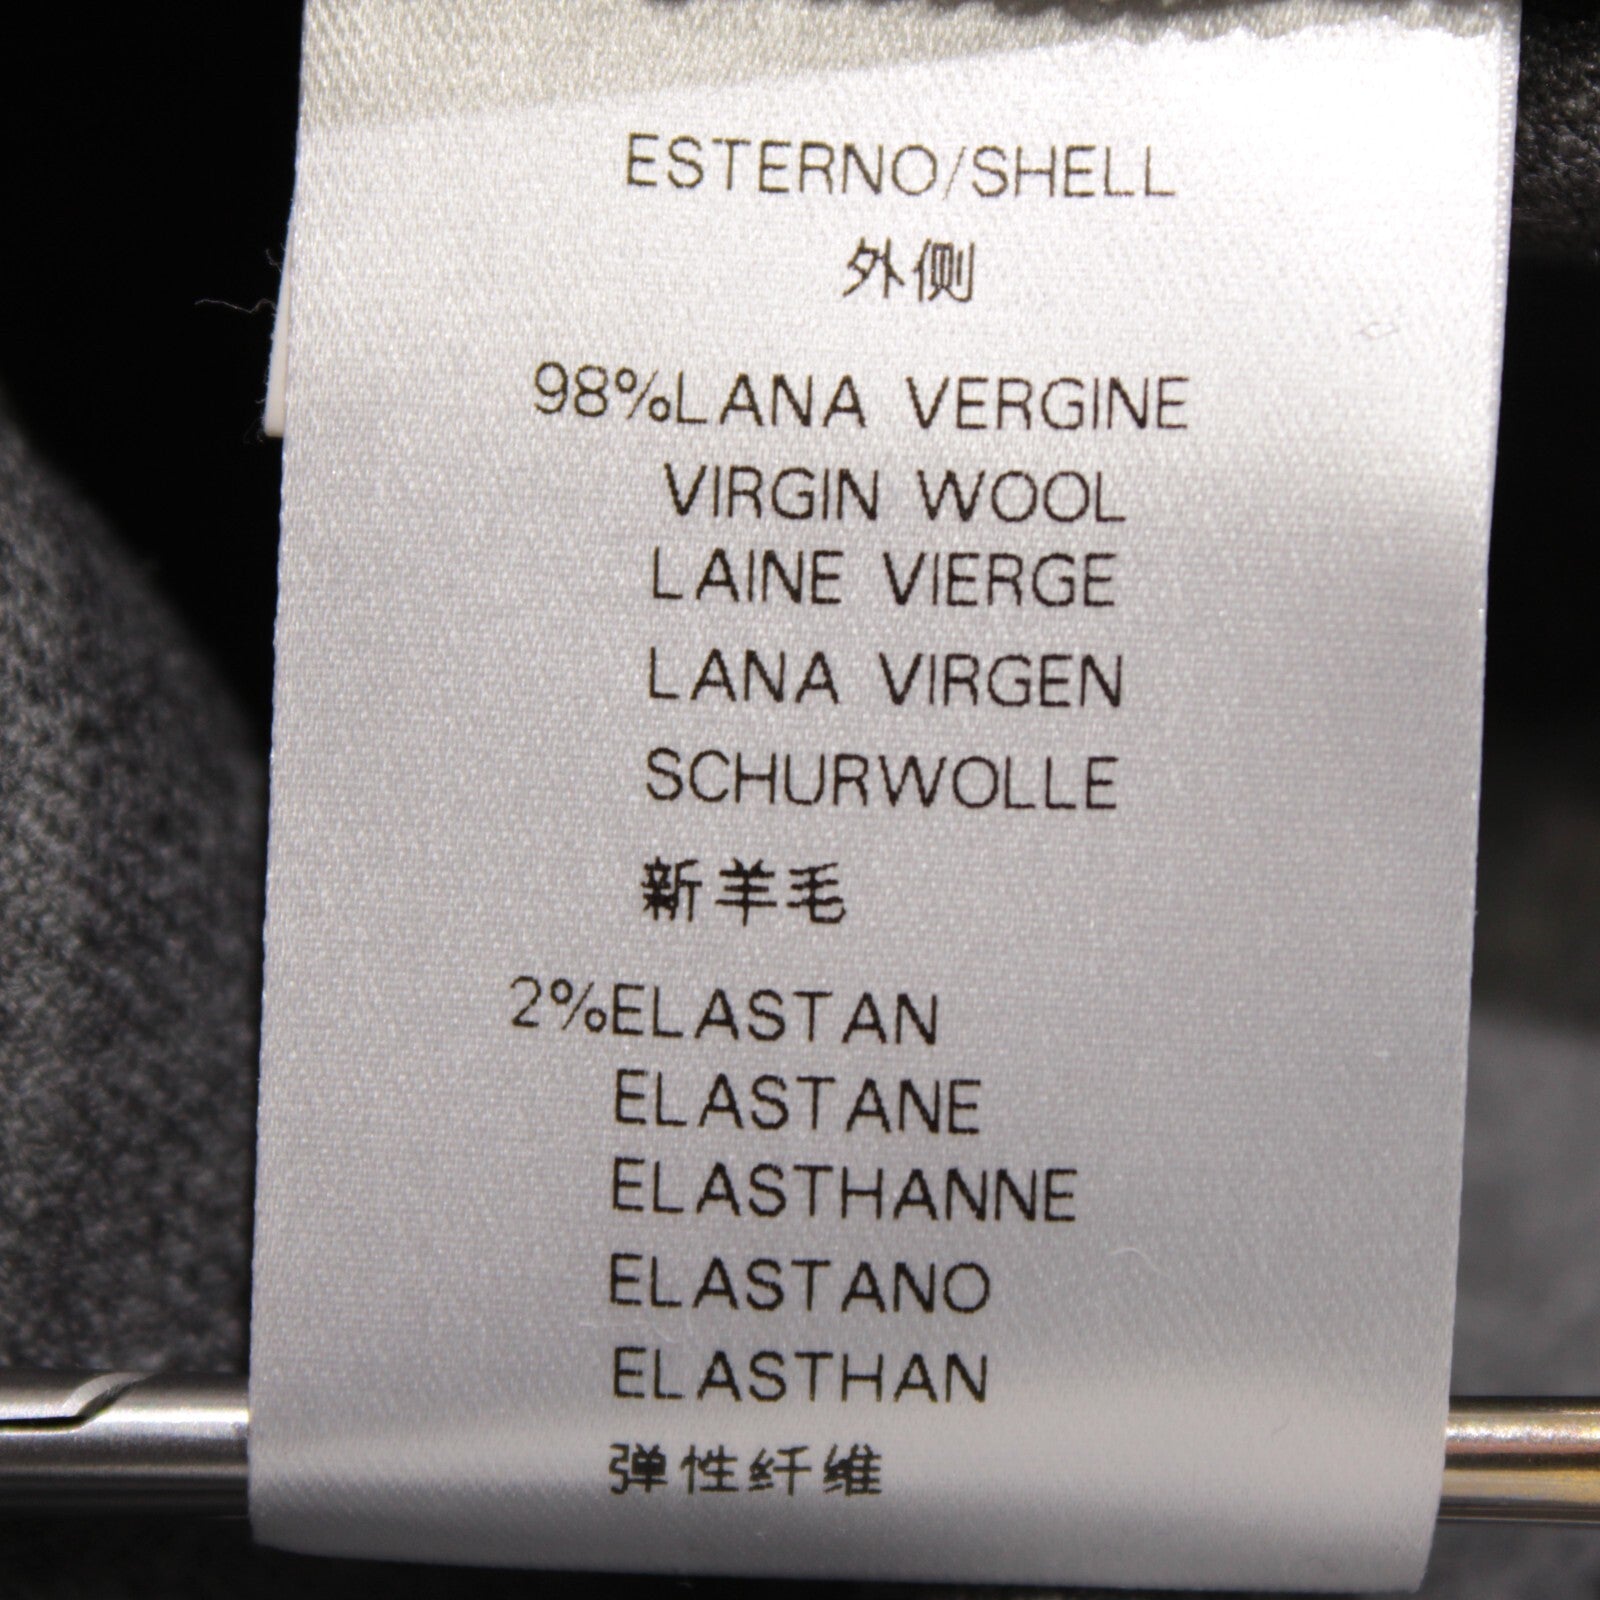 ESTERNO/SHELL
外侧
98%LANA VERGINE
VIRGIN WOOL
LAINE VIERGE
LANA VIRGEN
SCHURWOLLE
新羊毛
2%ELASTAN
ELASTANE
ELASTHANNE
ELASTANO
ELASTHAN
弹性纤维